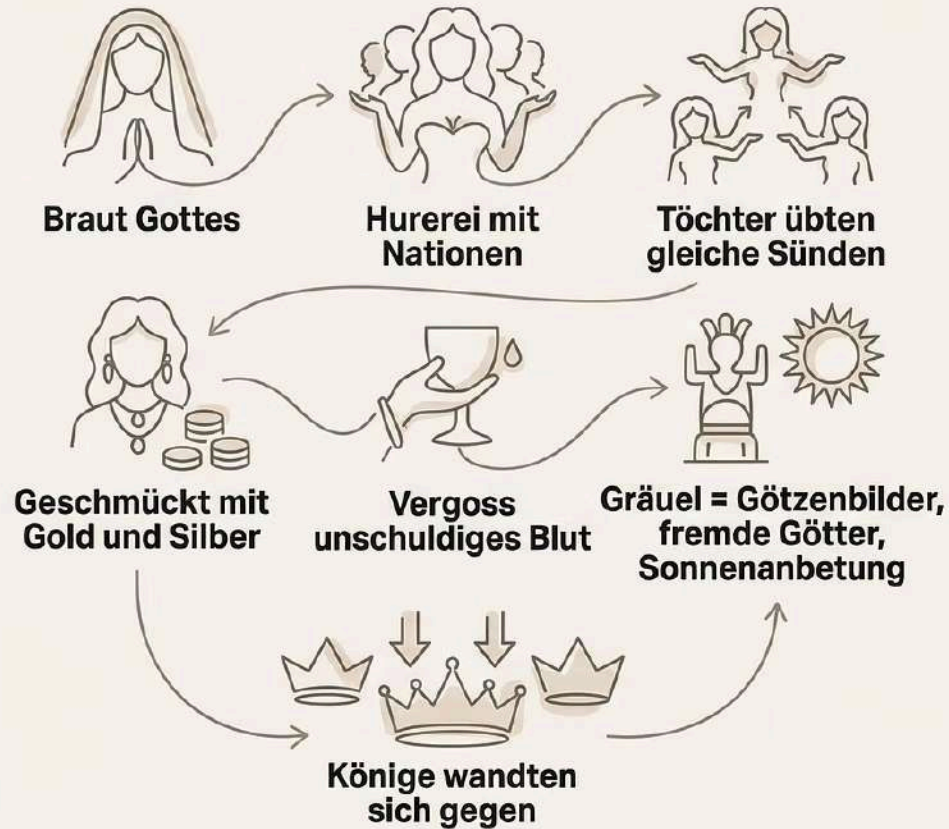 Braut Gottes
Hurerei mit
Nationen
Töchter übten
gleiche Sünden
Geschmückt mit
Gold und Silber
Vergoss
unschuldiges Blut
Gräuel = Götzenbilder,
fremde Götter,
Sonnenanbetung
Könige wandten
sich gegen